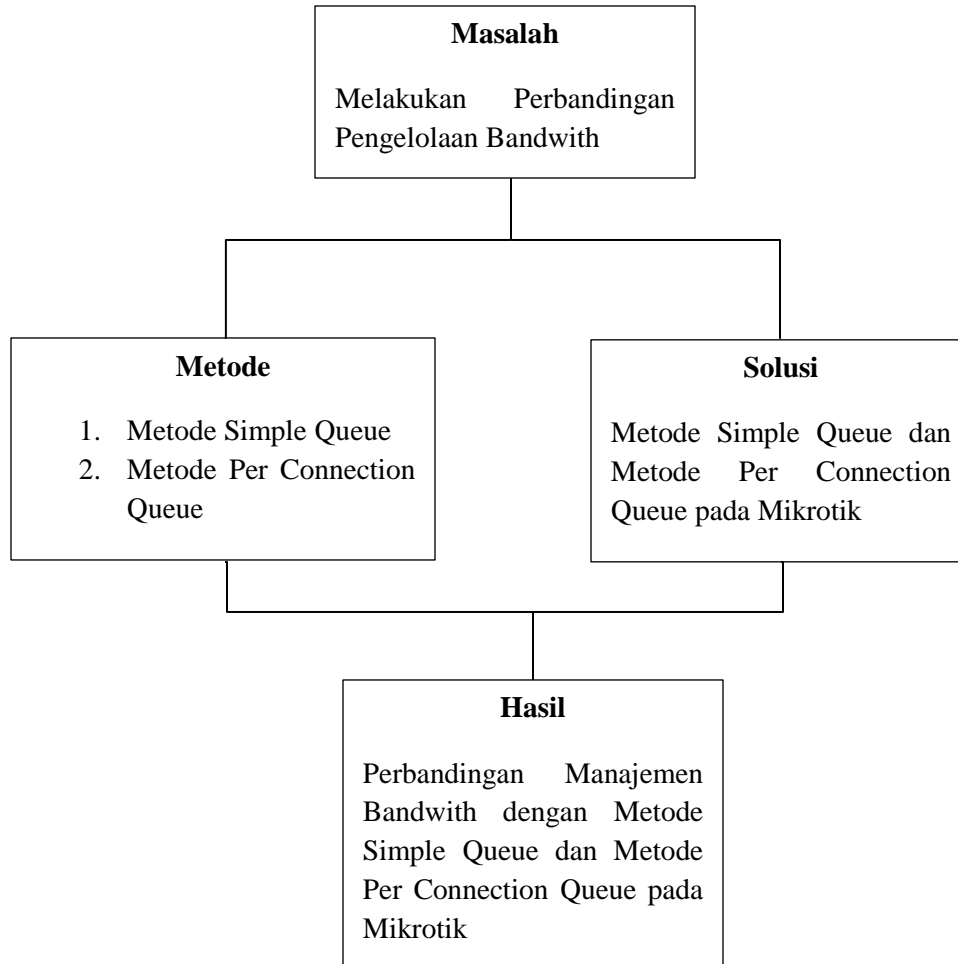 Masalah
Melakukan Perbandingan
Pengelolaan Bandwith
Metode
1. Metode Simple Queue
2. Metode Per Connection
Queue
Solusi
Metode Simple Queue dan
Metode Per Connection
Queue pada Mikrotik
Hasil
Perbandingan Manajemen
Bandwith dengan Metode
Simple Queue dan Metode
Per Connection Queue pada
Mikrotik